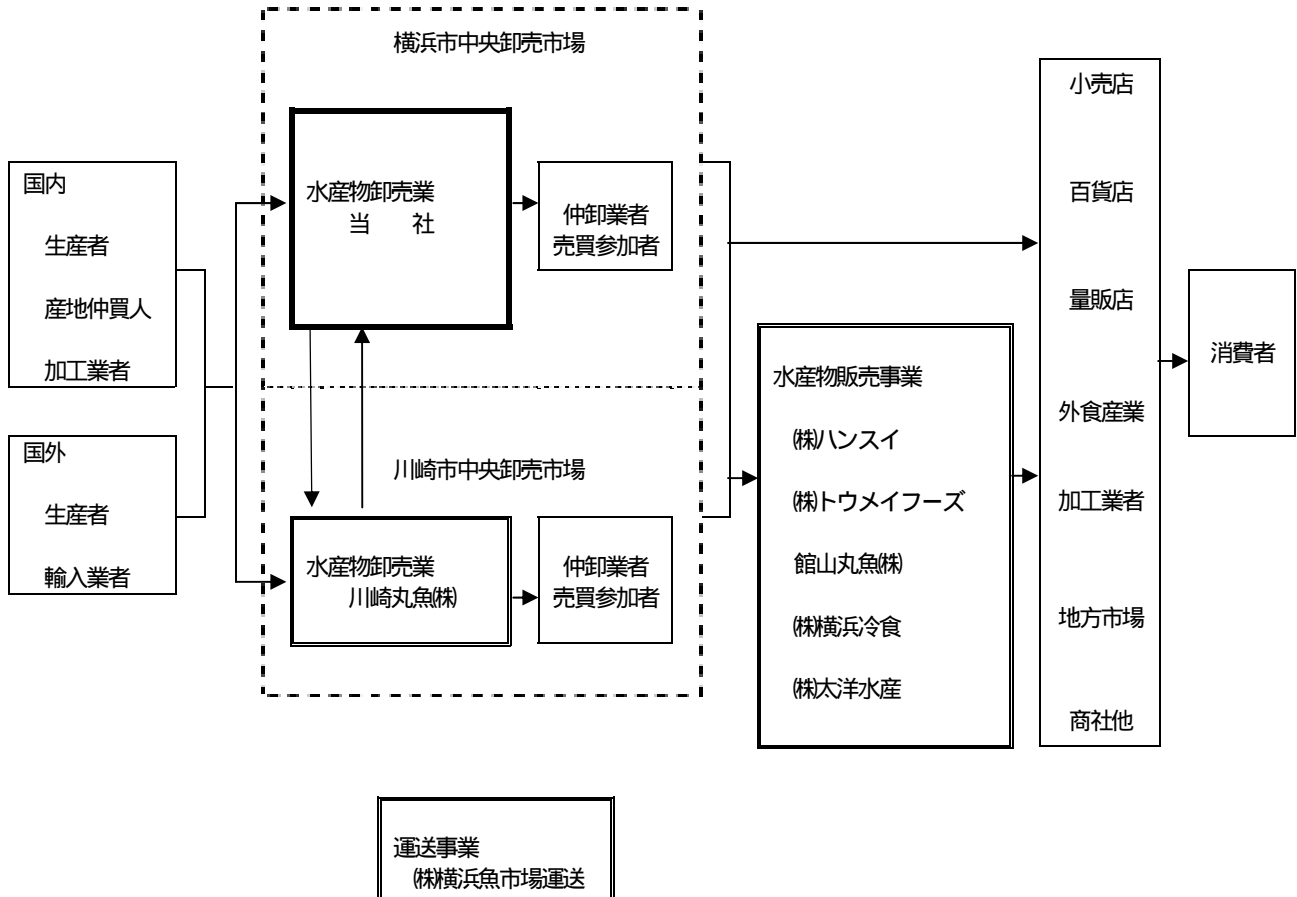 横浜市中央卸売市場
国内
生産者
産地仲買人
加工業者
国外
生産者
輸入業者
水産物卸売業
当　　社
仲卸業者
売買参加者
川崎市中央卸売市場
水産物卸売業
川崎丸魚㈱
仲卸業者
売買参加者
水産物販売事業
㈱ハンスイ
㈱トウメイフーズ
館山丸魚㈱
㈱横浜冷食
㈱太洋水産
小売店
百貨店
量販店
外食産業
加工業者
地方市場
商社他
消費者
運送事業
㈱横浜魚市場運送